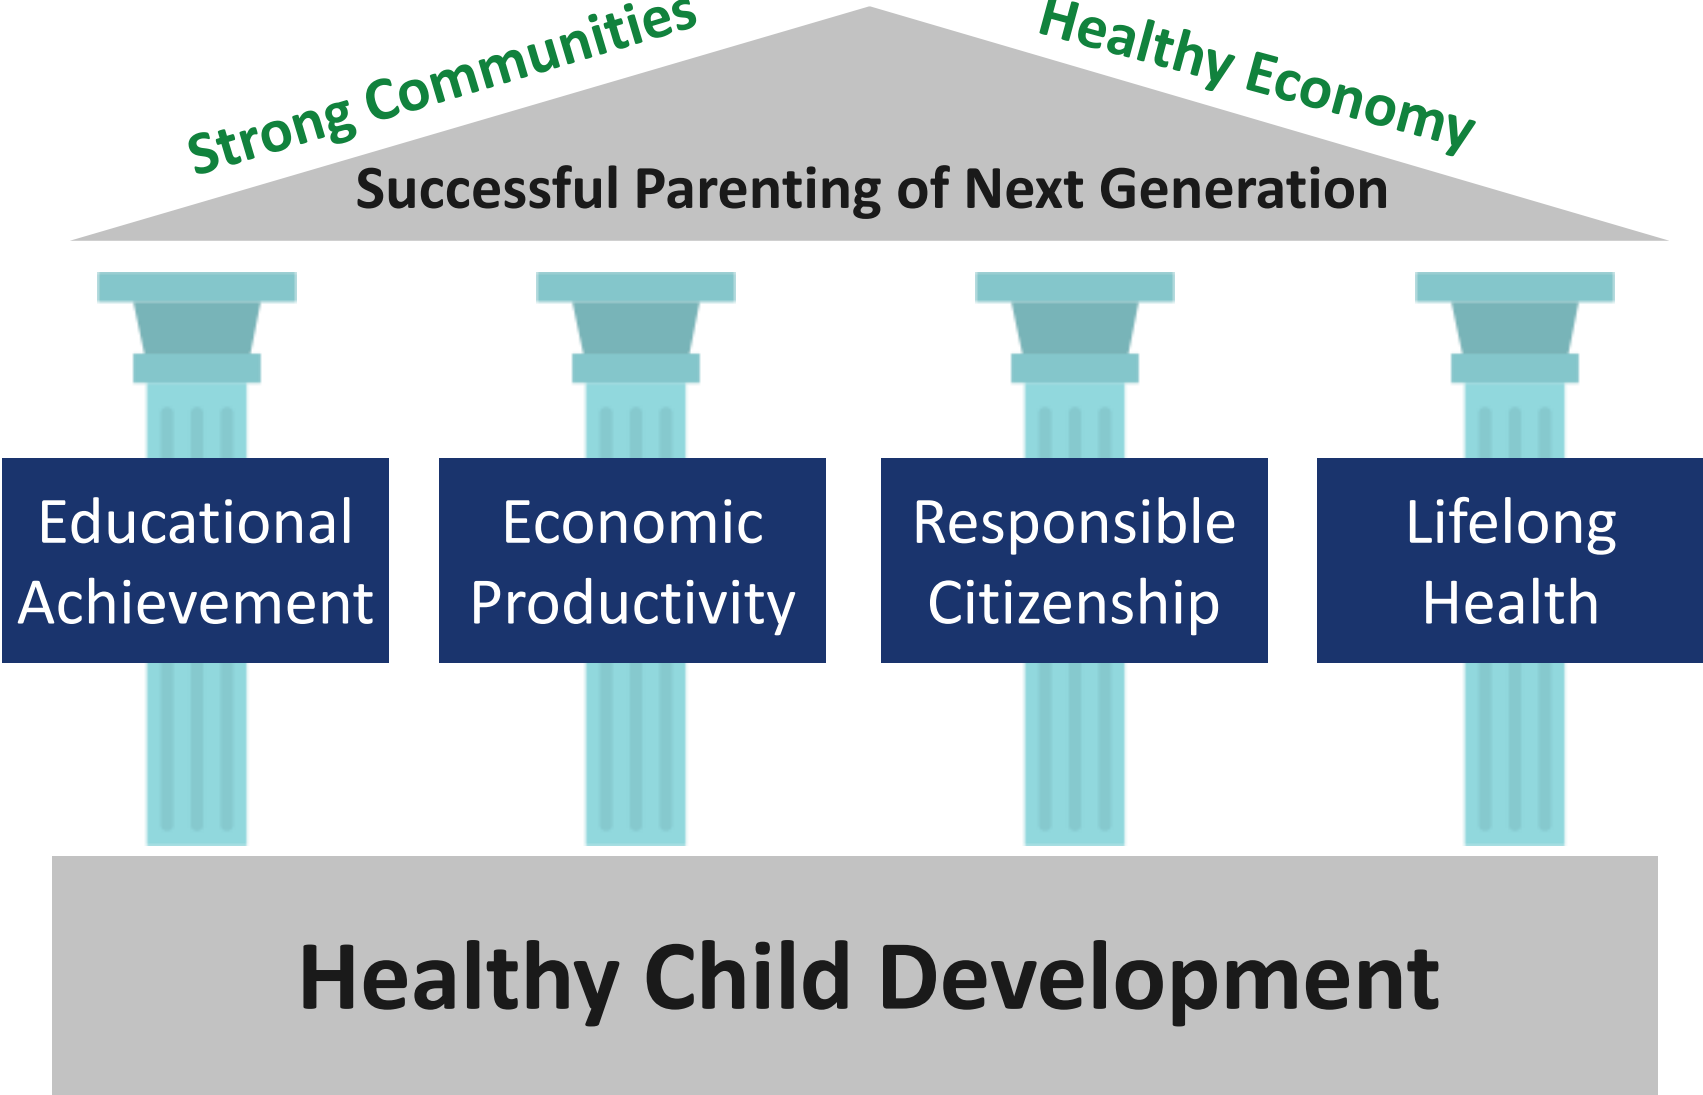 Strong Communities
Healthy Economy
Successful Parenting of Next Generation
Educational
Achievement
Economic
Productivity
Responsible
Citizenship
Lifelong
Health
Healthy Child Development